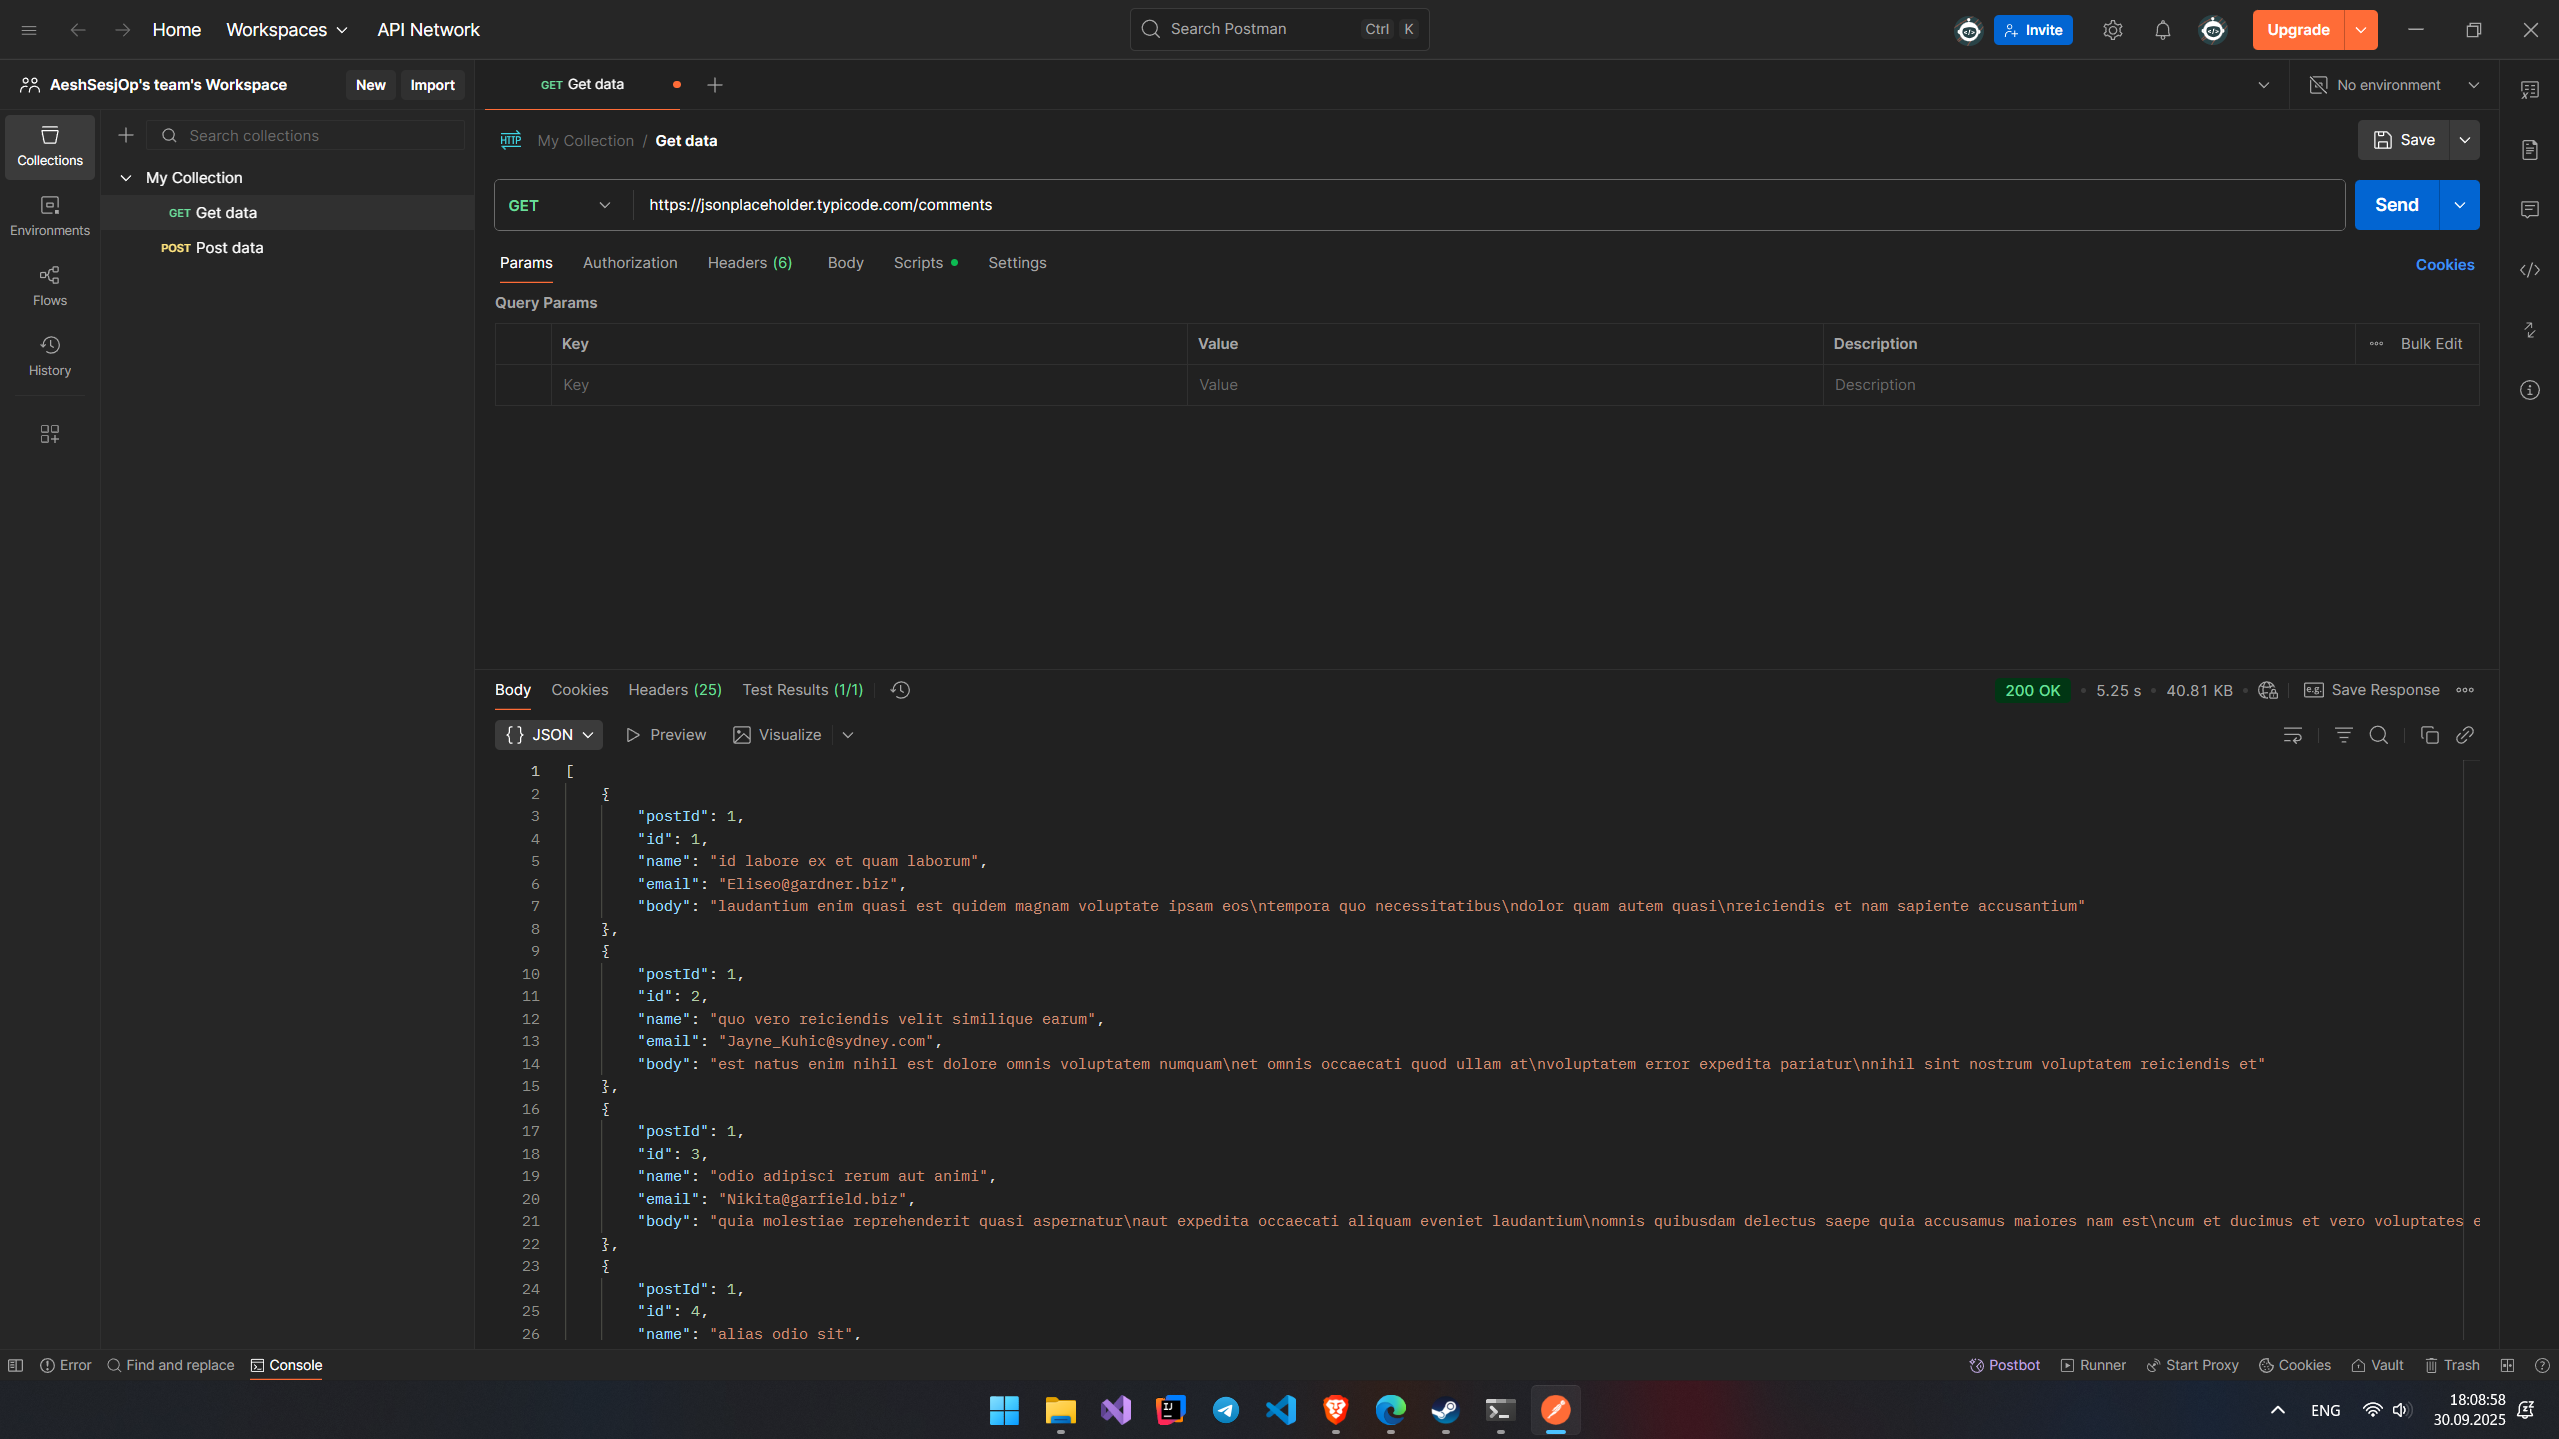 Home Workspaces API Network Search Postman Ctrl K Invite Upgrade
AeshSesjOp's team's Workspace New Import GET Get data No environment
Collections
Environments
Flows
History
Search collections
My Collection
GET Get data
POST Post data
HTTP My Collection / Get data Save
GET https://jsonplaceholder.typicode.com/comments Send
Params Authorization Headers (6) Body Scripts Settings Cookies
Query Params
Key Value Description Bulk Edit
Key Value Description
Body Cookies Headers (25) Test Results (1/1) 200 OK 5.25 s 40.81 KB e.g. Save Response
{} JSON Preview Visualize
1 [
2 {
3 "postId": 1,
4 "id": 1,
5 "name": "id labore ex et quam laborum",
6 "email": "Eliseo@gardner.biz",
7 "body": "laudantium enim quasi est quidem magnam voluptate ipsam eos\ntempora quo necessitatibus\ndolor quam autem quasi\nreiciendis et nam sapiente accusantium"
8 },
9 {
10 "postId": 1,
11 "id": 2,
12 "name": "quo vero reiciendis velit similique earum",
13 "email": "Jayne_Kuhic@sydney.com",
14 "body": "est natus enim nihil est dolore omnis voluptatem numquam\net omnis occaecati quod ullam at\nvoluptatem error expedita pariatur\nnihil sint nostrum voluptatem reiciendis et"
15 },
16 {
17 "postId": 1,
18 "id": 3,
19 "name": "odio adipisci rerum aut animi",
20 "email": "Nikita@garfield.biz",
21 "body": "quia molestiae reprehenderit quasi aspernatur\naut expedita occaecati aliquam eveniet laudantium\nomnis quibusdam delectus saepe quia accusamus maiores nam est\ncum et ducimus et vero voluptates e
22 },
23 {
24 "postId": 1,
25 "id": 4,
26 "name": "alias odio sit",
Error Find and replace Console Postbot Runner Start Proxy Cookies Vault Trash
ENG 18:08:58
30.09.2025